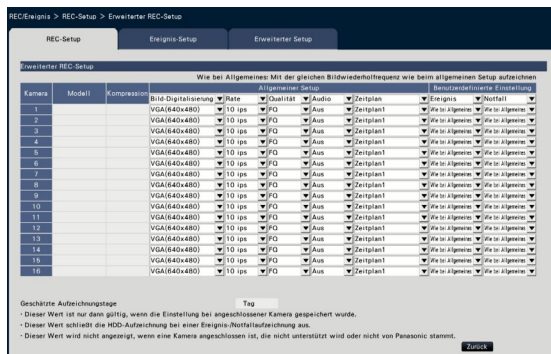 REC/Ereignis > REC-Setup > Erweiterter REC-Setup
REC-Setup Ereignis-Setup Erweiterter Setup
Erweiterter REC-Setup
Wie bei Allgemeines: Mit der gleichen Bildwiederholfrequenz wie beim allgemeinen Setup aufzeichnen
Kamera Modell Kompression Allgemeiner Setup Benutzerdefinierte Einstellung
Bild-Digitalisierung Rate Qualität Audio Zeitplan Ereignis Notfall
1 VGA(640x480) 10 ips FQ Aus Zeitplan1 Wie bei Allgemeines Wie bei Allgemeines
2 VGA(640x480) 10 ips FQ Aus Zeitplan1 Wie bei Allgemeines Wie bei Allgemeines
3 VGA(640x480) 10 ips FQ Aus Zeitplan1 Wie bei Allgemeines Wie bei Allgemeines
4 VGA(640x480) 10 ips FQ Aus Zeitplan1 Wie bei Allgemeines Wie bei Allgemeines
5 VGA(640x480) 10 ips FQ Aus Zeitplan1 Wie bei Allgemeines Wie bei Allgemeines
6 VGA(640x480) 10 ips FQ Aus Zeitplan1 Wie bei Allgemeines Wie bei Allgemeines
7 VGA(640x480) 10 ips FQ Aus Zeitplan1 Wie bei Allgemeines Wie bei Allgemeines
8 VGA(640x480) 10 ips FQ Aus Zeitplan1 Wie bei Allgemeines Wie bei Allgemeines
9 VGA(640x480) 10 ips FQ Aus Zeitplan1 Wie bei Allgemeines Wie bei Allgemeines
10 VGA(640x480) 10 ips FQ Aus Zeitplan1 Wie bei Allgemeines Wie bei Allgemeines
11 VGA(640x480) 10 ips FQ Aus Zeitplan1 Wie bei Allgemeines Wie bei Allgemeines
12 VGA(640x480) 10 ips FQ Aus Zeitplan1 Wie bei Allgemeines Wie bei Allgemeines
13 VGA(640x480) 10 ips FQ Aus Zeitplan1 Wie bei Allgemeines Wie bei Allgemeines
14 VGA(640x480) 10 ips FQ Aus Zeitplan1 Wie bei Allgemeines Wie bei Allgemeines
15 VGA(640x480) 10 ips FQ Aus Zeitplan1 Wie bei Allgemeines Wie bei Allgemeines
16 VGA(640x480) 10 ips FQ Aus Zeitplan1 Wie bei Allgemeines Wie bei Allgemeines
Geschätzte Aufzeichnungstage Tag
· Dieser Wert ist nur dann gültig, wenn die Einstellung bei angeschlossener Kamera gespeichert wurde.
· Dieser Wert schließt die HDD-Aufzeichnung bei einer Ereignis-/Notfallaufzeichnung aus.
· Dieser Wert wird nicht angezeigt, wenn eine Kamera angeschlossen ist, die nicht unterstützt wird oder nicht von Panasonic stammt.
Zurück